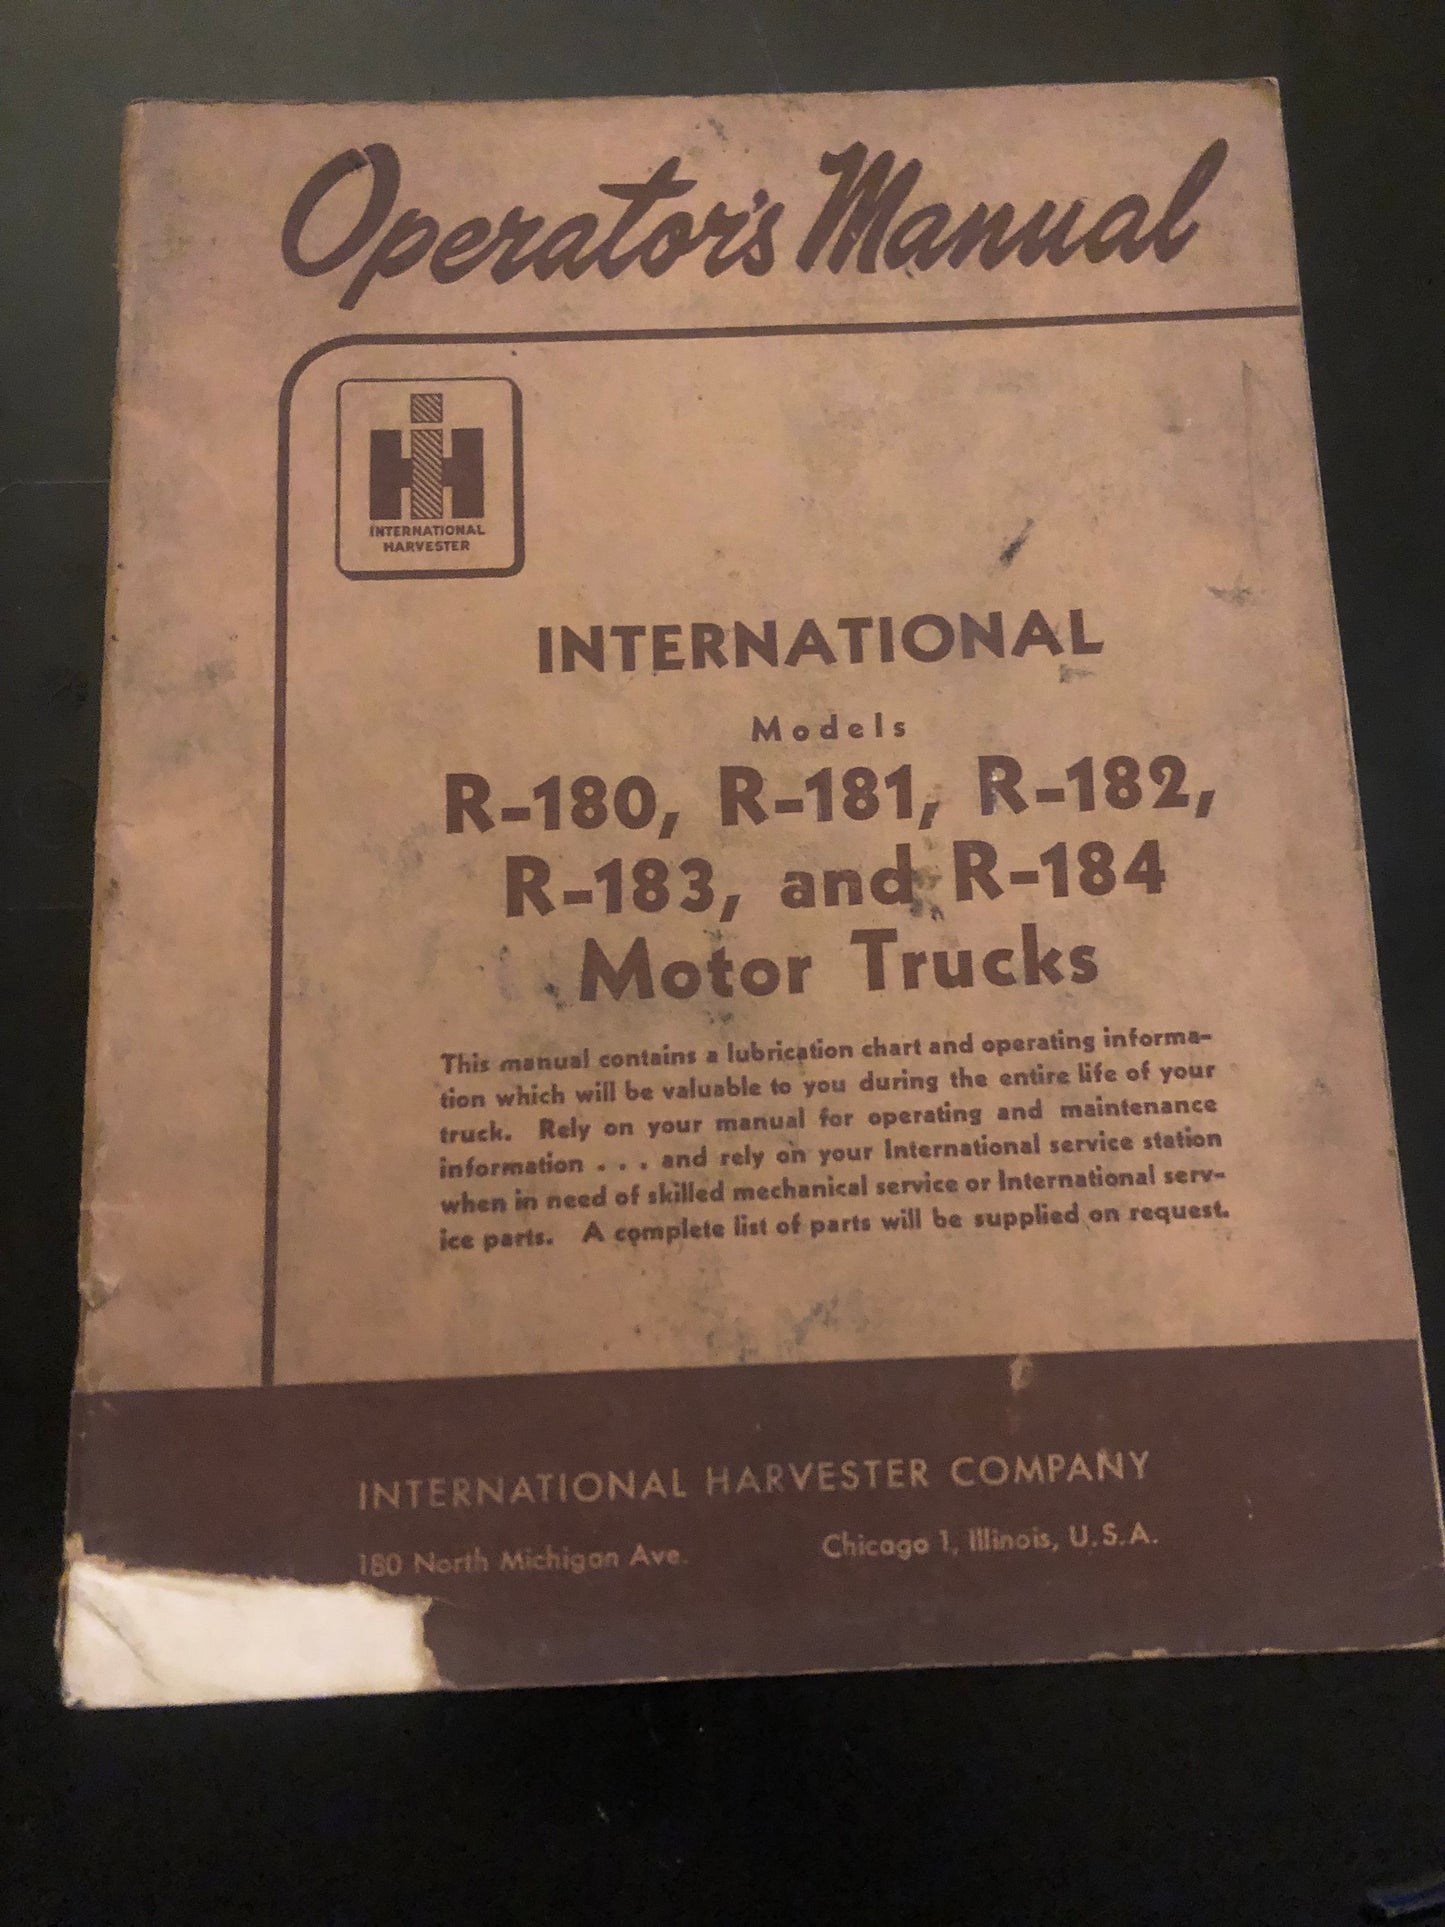 Operator's Manual
IH
INTERNATIONAL
HARVESTER
INTERNATIONAL
Models
R-180, R-181, R-182,
R-183, and R-184
Motor Trucks
This manual contains a lubrication chart and operating informa-
tion which will be valuable to you during the entire life of your
truck. Rely on your manual for operating and maintenance
information . . . and rely on your International service station
when in need of skilled mechanical service or International serv-
ice parts. A complete list of parts will be supplied on request.
INTERNATIONAL HARVESTER COMPANY
180 North Michigan Ave. Chicago 1, Illinois, U.S.A.